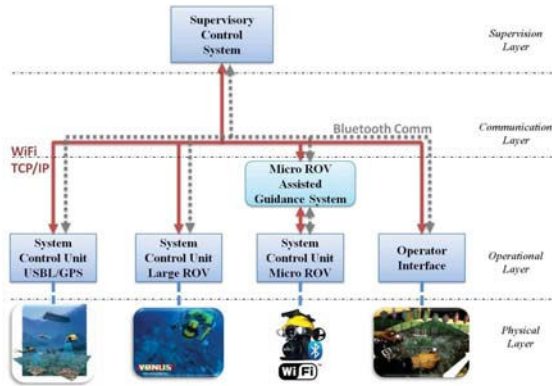 Supervisory
Control
System
Supervision
Layer
Bluetooth Comm
Communication
Layer
WiFi
TCP/IP
Micro ROV
Assisted
Guidance System
System
Control Unit
USBL/GPS
System
Control Unit
Large ROV
System
Control Unit
Micro ROV
Operator
Interface
Operational
Layer
VENUS
WiFi
Physical
Layer